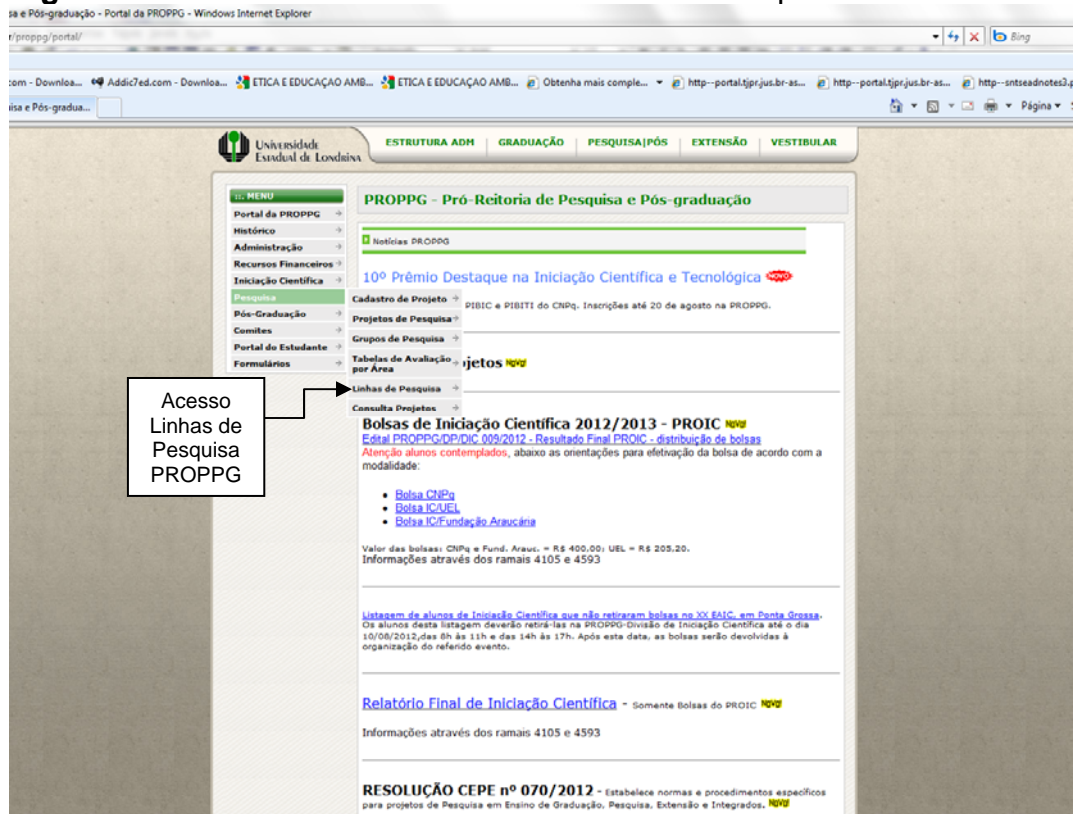 sa e Pós-graduação - Portal da PROPPG - Windows Internet Explorer
r/proppg/portal/
Bing
com - Downloa... Addic7ed.com - Downloa... ETICA E EDUCAÇAO AMB... ETICA E EDUCAÇAO AMB... Obtenha mais comple... http--portal.tjpr.jus.br-as... http--portal.tjpr.jus.br-as... http--sntseadnotes3.p
uisa e Pós-gradua...
Página
Universidade
Estadual de Londrina
ESTRUTURA ADM | GRADUAÇÃO | PESQUISA|PÓS | EXTENSÃO | VESTIBULAR
::. MENU
Portal da PROPPG
Histórico
Administração
Recursos Financeiros
Iniciação Científica
Pesquisa
Pós-Graduação
Comites
Portal do Estudante
Formulários
Cadastro de Projeto
Projetos de Pesquisa
Grupos de Pesquisa
Tabelas de Avaliação
por Área
Linhas de Pesquisa
Consulta Projetos
Acesso
Linhas de
Pesquisa
PROPPG
PROPPG - Pró-Reitoria de Pesquisa e Pós-graduação
Notícias PROPPG
10º Prêmio Destaque na Iniciação Científica e Tecnológica NOVO
PIBIC e PIBITI do CNPq. Inscrições até 20 de agosto na PROPPG.
ojetos Novo!
Bolsas de Iniciação Científica 2012/2013 - PROIC Novo!
Edital PROPPG/DP/DIC 009/2012 - Resultado Final PROIC - distribuição de bolsas
Atenção alunos contemplados, abaixo as orientações para efetivação da bolsa de acordo com a
modalidade:
• Bolsa CNPq
• Bolsa IC/UEL
• Bolsa IC/Fundação Araucária
Valor das bolsas: CNPq e Fund. Arauc. = R$ 400,00; UEL = R$ 205,20.
Informações através dos ramais 4105 e 4593
Listagem de alunos de Iniciação Científica que não retiraram bolsas no XX EAIC, em Ponta Grossa.
Os alunos desta listagem deverão retirá-las na PROPPG-Divisão de Iniciação Científica até o dia
10/08/2012,das 8h às 11h e das 14h às 17h. Após esta data, as bolsas serão devolvidas à
organização do referido evento.
Relatório Final de Iniciação Científica - Somente Bolsas do PROIC Novo!
Informações através dos ramais 4105 e 4593
RESOLUÇÃO CEPE nº 070/2012 - Estabelece normas e procedimentos específicos
para projetos de Pesquisa em Ensino de Graduação, Pesquisa, Extensão e Integrados. Novo!